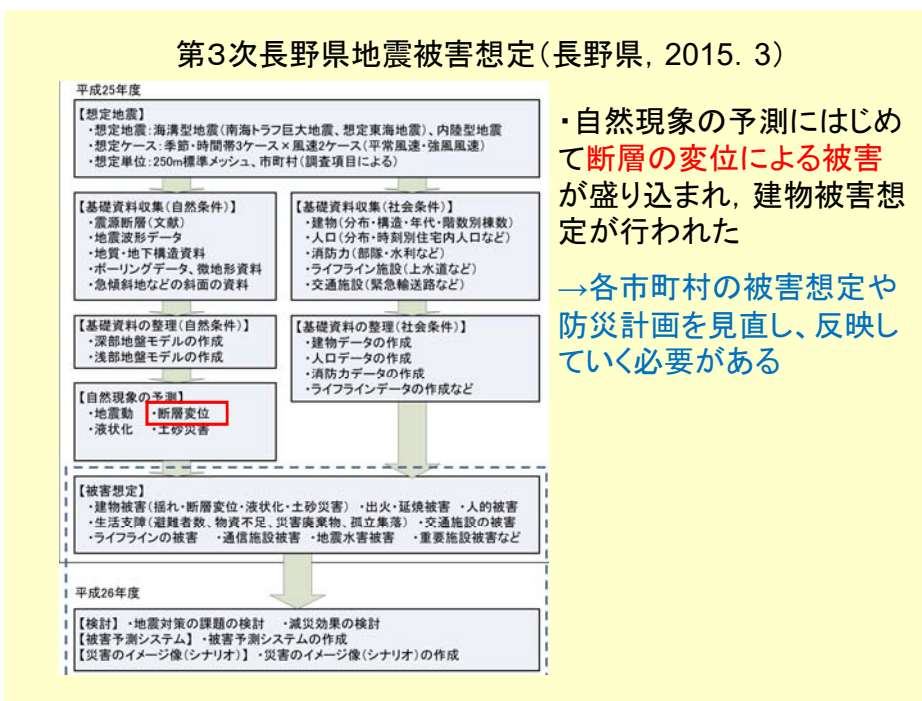 第3次長野県地震被害想定(長野県, 2015. 3)
平成25年度
【想定地震】
・想定地震:海溝型地震(南海トラフ巨大地震、想定東海地震)、内陸型地震
・想定ケース:季節・時間帯3ケース×風速2ケース(平常風速・強風風速)
・想定単位:250m標準メッシュ、市町村(調査項目による)
【基礎資料収集(自然条件)】
・震源断層(文献)
・地震波形データ
・地質・地下構造資料
・ボーリングデータ、微地形資料
・急傾斜地などの斜面の資料
【基礎資料収集(社会条件)】
・建物(分布・構造・年代・階数別棟数)
・人口(分布・時刻別住宅内人口など)
・消防力(部隊・水利など)
・ライフライン施設(上水道など)
・交通施設(緊急輸送路など)
【基礎資料の整理(自然条件)】
・深部地盤モデルの作成
・浅部地盤モデルの作成
【基礎資料の整理(社会条件)】
・建物データの作成
・人口データの作成
・消防力データの作成
・ライフラインデータの作成など
【自然現象の予測】
・地震動 ・断層変位
・液状化 ・土砂災害
【被害想定】
・建物被害(揺れ・断層変位・液状化・土砂災害) ・出火・延焼被害 ・人的被害
・生活支障(避難者数、物資不足、災害廃棄物、孤立集落) ・交通施設の被害
・ライフラインの被害 ・通信施設被害 ・地震水害被害 ・重要施設被害など
平成26年度
【検討】 ・地震対策の課題の検討 ・減災効果の検討
【被害予測システム】 ・被害予測システムの作成
【災害のイメージ像(シナリオ)】 ・災害のイメージ像(シナリオ)の作成
・自然現象の予測にはじめ
て断層の変位による被害
が盛り込まれ, 建物被害想
定が行われた
→各市町村の被害想定や
防災計画を見直し、反映し
ていく必要がある